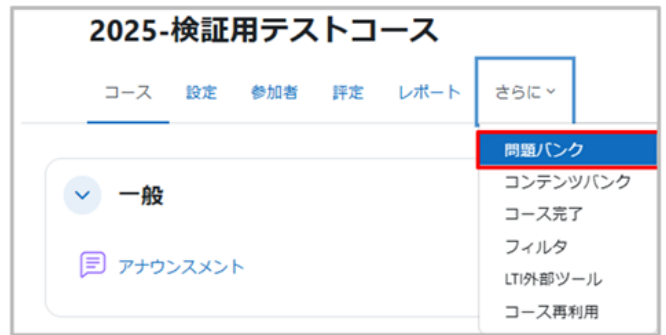 2025-検証用テストコース
コース 設定 参加者 評定 レポート さらに
問題バンク
コンテンツバンク
コース完了
フィルタ
LTI外部ツール
コース再利用
一般
アナウンスメント